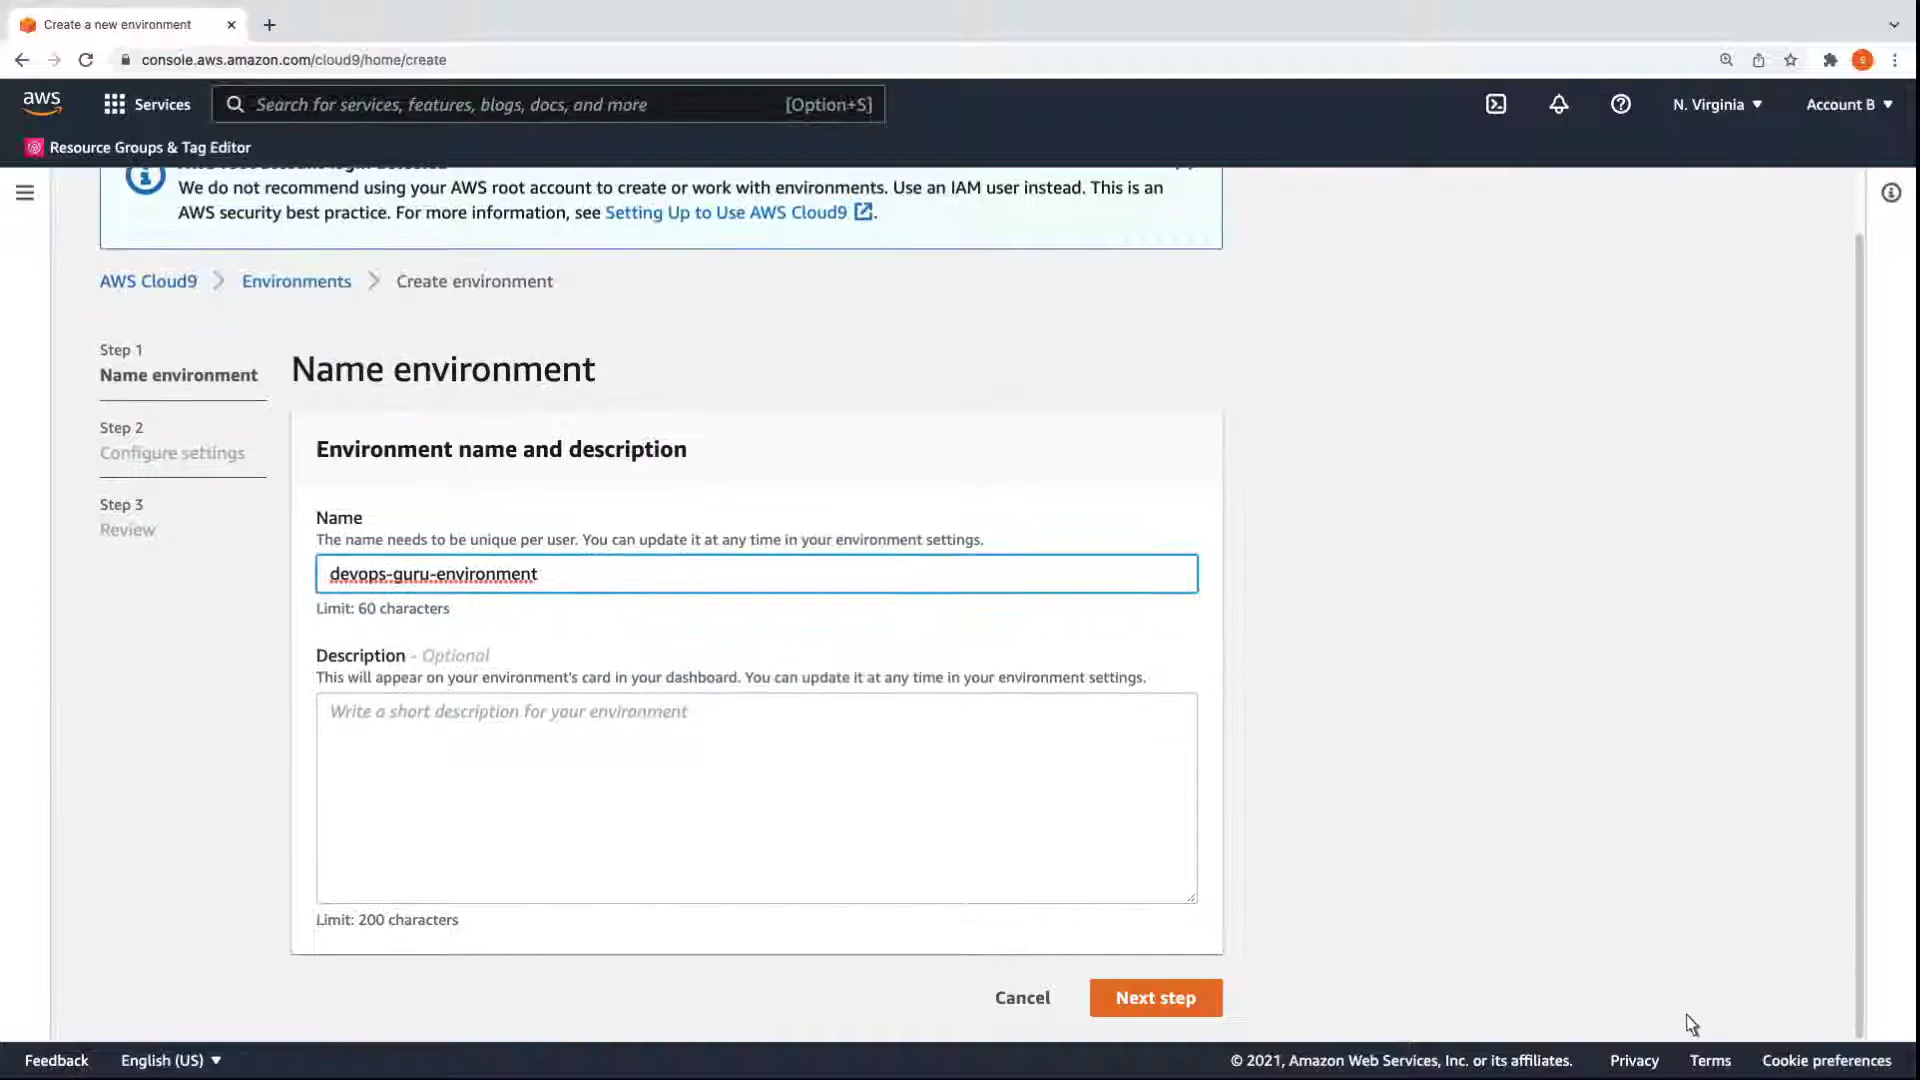 Create a new environment
console.aws.amazon.com/cloud9/home/create
S
aws
Services
Search for services, features, blogs, docs, and more
[Option+S]
N. Virginia
Account B
Resource Groups & Tag Editor
We do not recommend using your AWS root account to create or work with environments. Use an IAM user instead. This is an
AWS security best practice. For more information, see Setting Up to Use AWS Cloud9.
AWS Cloud9
Environments
Create environment
Step 1
Name environment
Step 2
Configure settings
Step 3
Review
Name environment
Environment name and description
Name
The name needs to be unique per user. You can update it at any time in your environment settings.
devops-guru-environment
Limit: 60 characters
Description - Optional
This will appear on your environment's card in your dashboard. You can update it at any time in your environment settings.
Write a short description for your environment
Limit: 200 characters
Cancel
Next step
Feedback
English (US)
© 2021, Amazon Web Services, Inc. or its affiliates.
Privacy
Terms
Cookie preferences